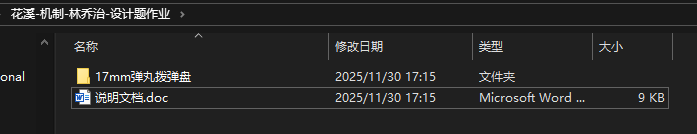 花溪-机制-林乔治-设计题作业
名称 修改日期 类型 大小
onal 17mm弹丸拨弹盘 2025/11/30 17:15 文件夹
说明文档.doc 2025/11/30 17:15 Microsoft Word ... 9 KB